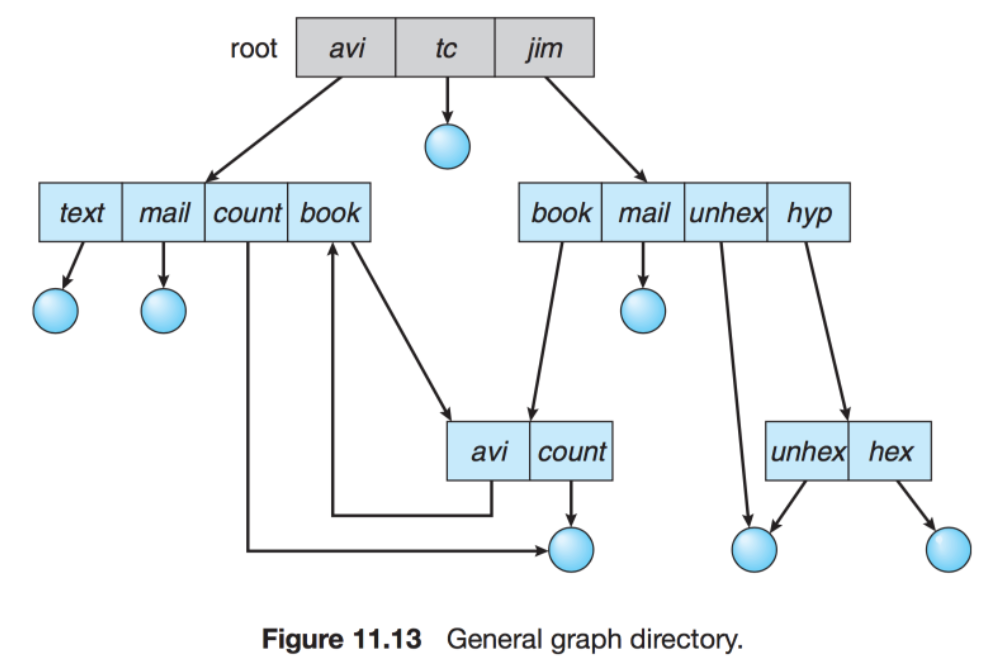 root avi tc jim
text mail count book book mail unhex hyp
avi count unhex hex
Figure 11.13 General graph directory.